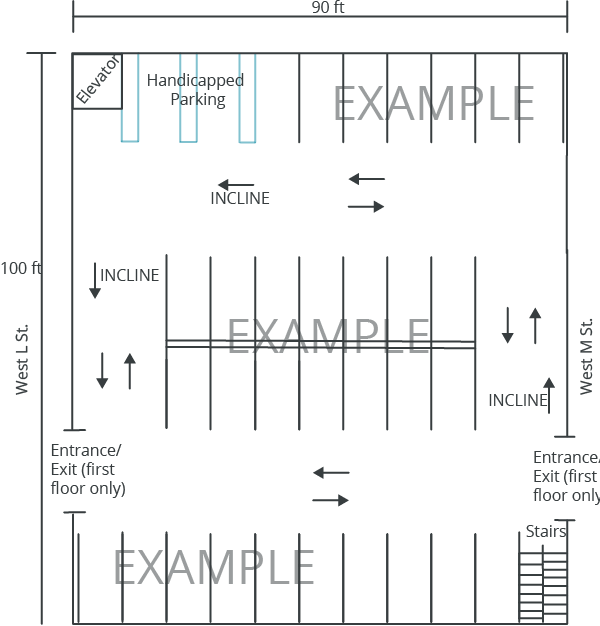 90 ft
Elevator
Handicapped
Parking
EXAMPLE
INCLINE
100 ft
INCLINE
EXAMPLE
West L St.
West M St.
INCLINE
Entrance/
Exit (first
floor only)
Entrance/
Exit (first
floor only
Stairs
EXAMPLE